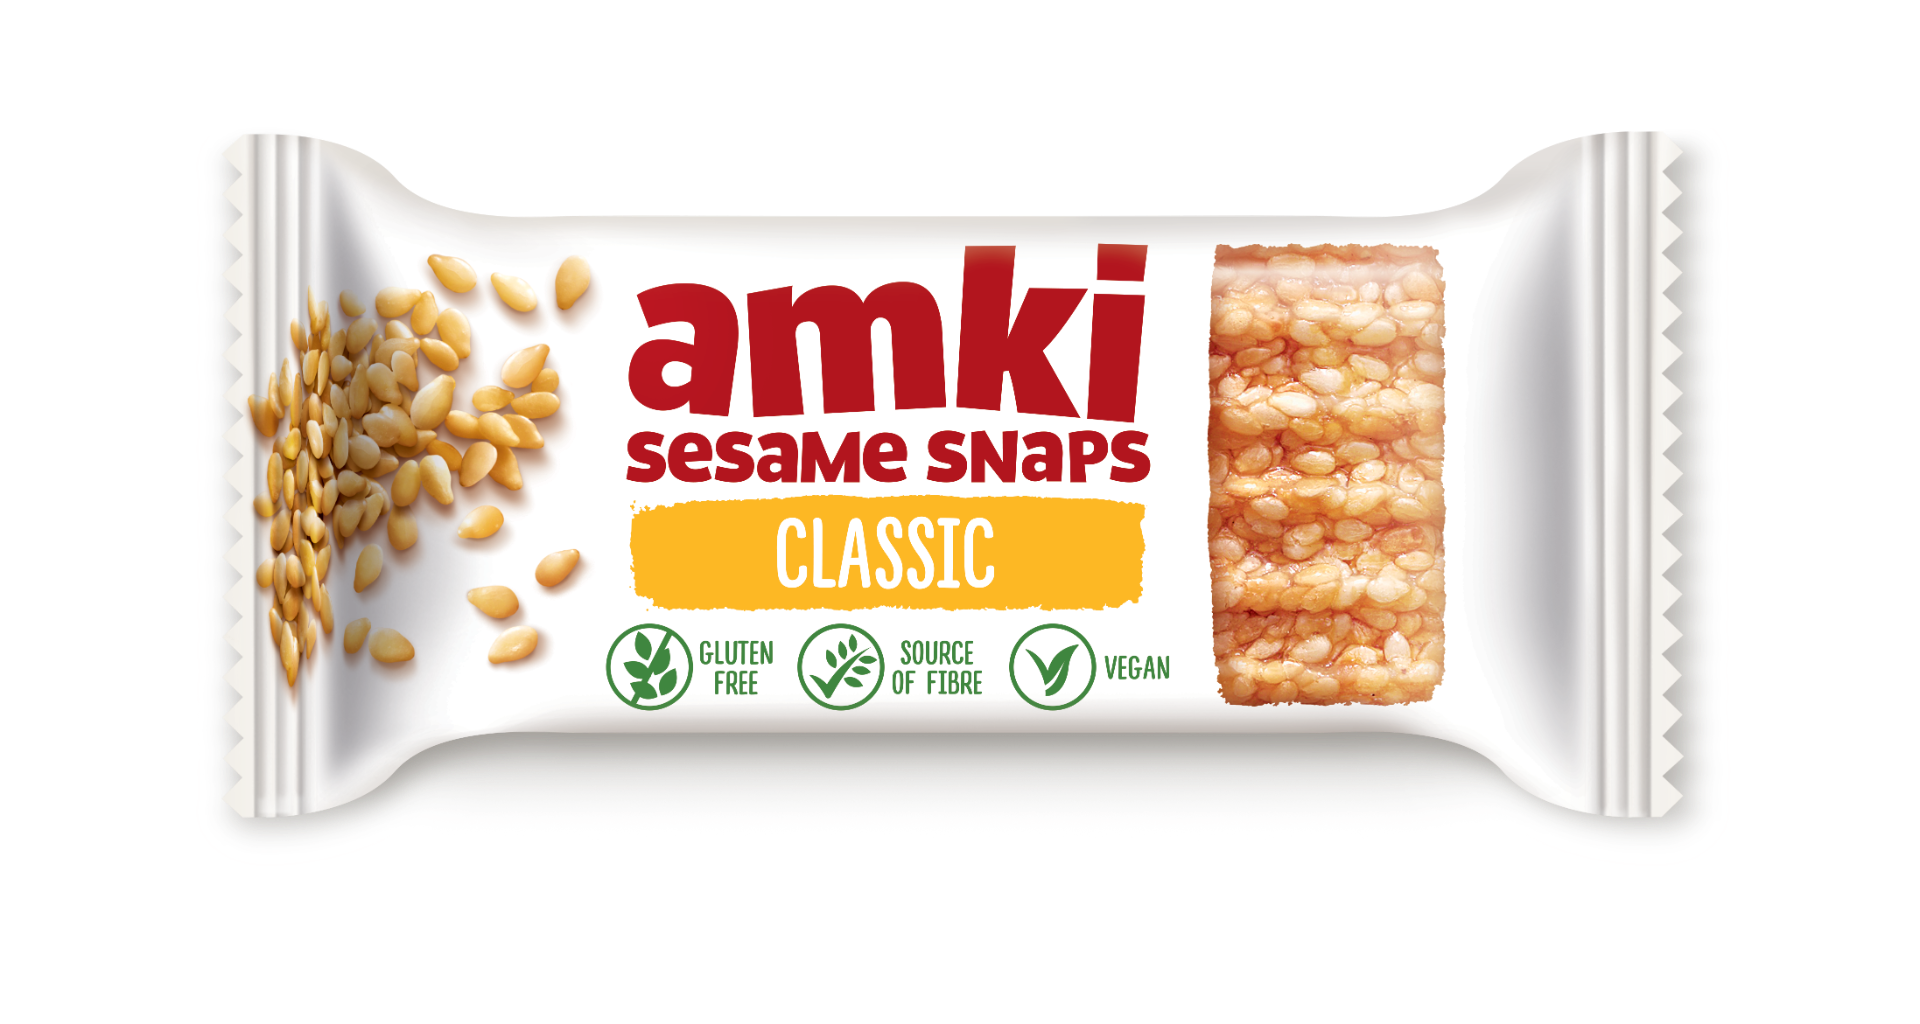 amki
sesame snaps
CLASSIC
GLUTEN
FREE
SOURCE
OF FIBRE
VEGAN